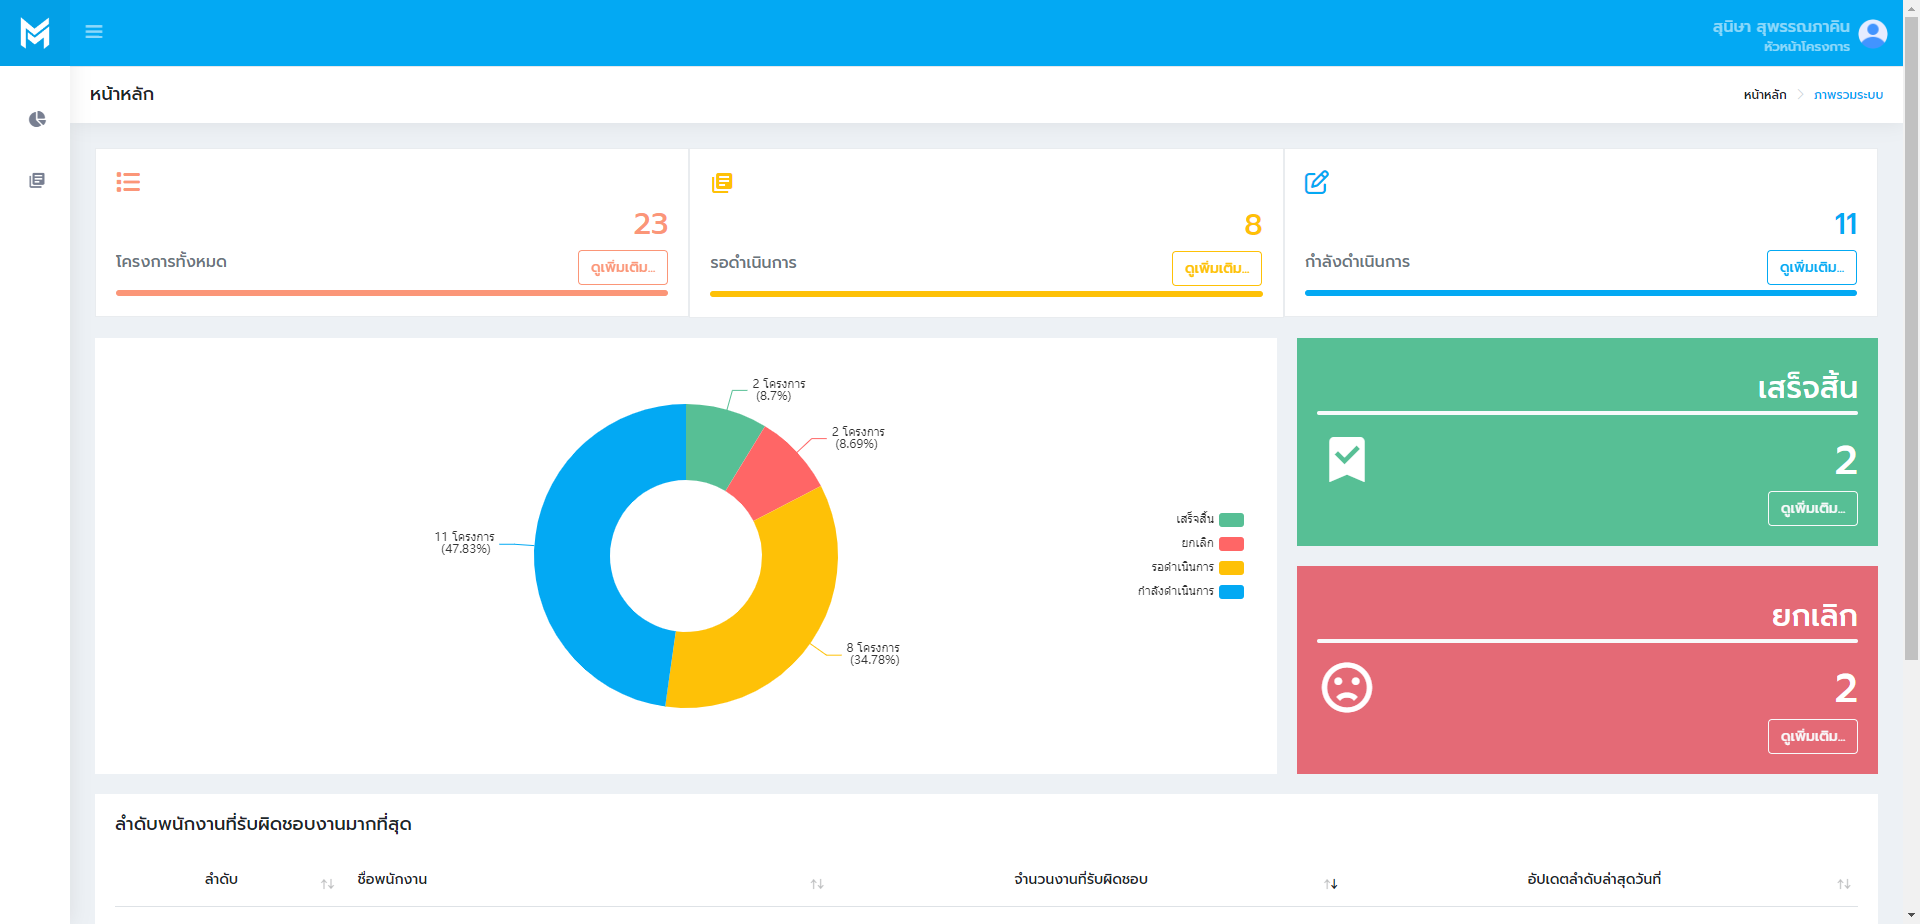 สุนิษา สุพรรณภาคิน
หัวหน้าโครงการ
หน้าหลัก
หน้าหลัก
ภาพรวมระบบ
23
โครงการทั้งหมด
ดูเพิ่มเติม...
8
รอดำเนินการ
ดูเพิ่มเติม...
11
กำลังดำเนินการ
ดูเพิ่มเติม...
2 โครงการ
(8.7%)
2 โครงการ
(8.69%)
11 โครงการ
(47.83%)
8 โครงการ
(34.78%)
เสร็จสิ้น
ยกเลิก
รอดำเนินการ
กำลังดำเนินการ
เสร็จสิ้น
2
ดูเพิ่มเติม...
ยกเลิก
2
ดูเพิ่มเติม...
ลำดับพนักงานที่รับผิดชอบงานมากที่สุด
ลำดับ
ชื่อพนักงาน
จำนวนงานที่รับผิดชอบ
อัปเดตลำดับล่าสุดวันที่